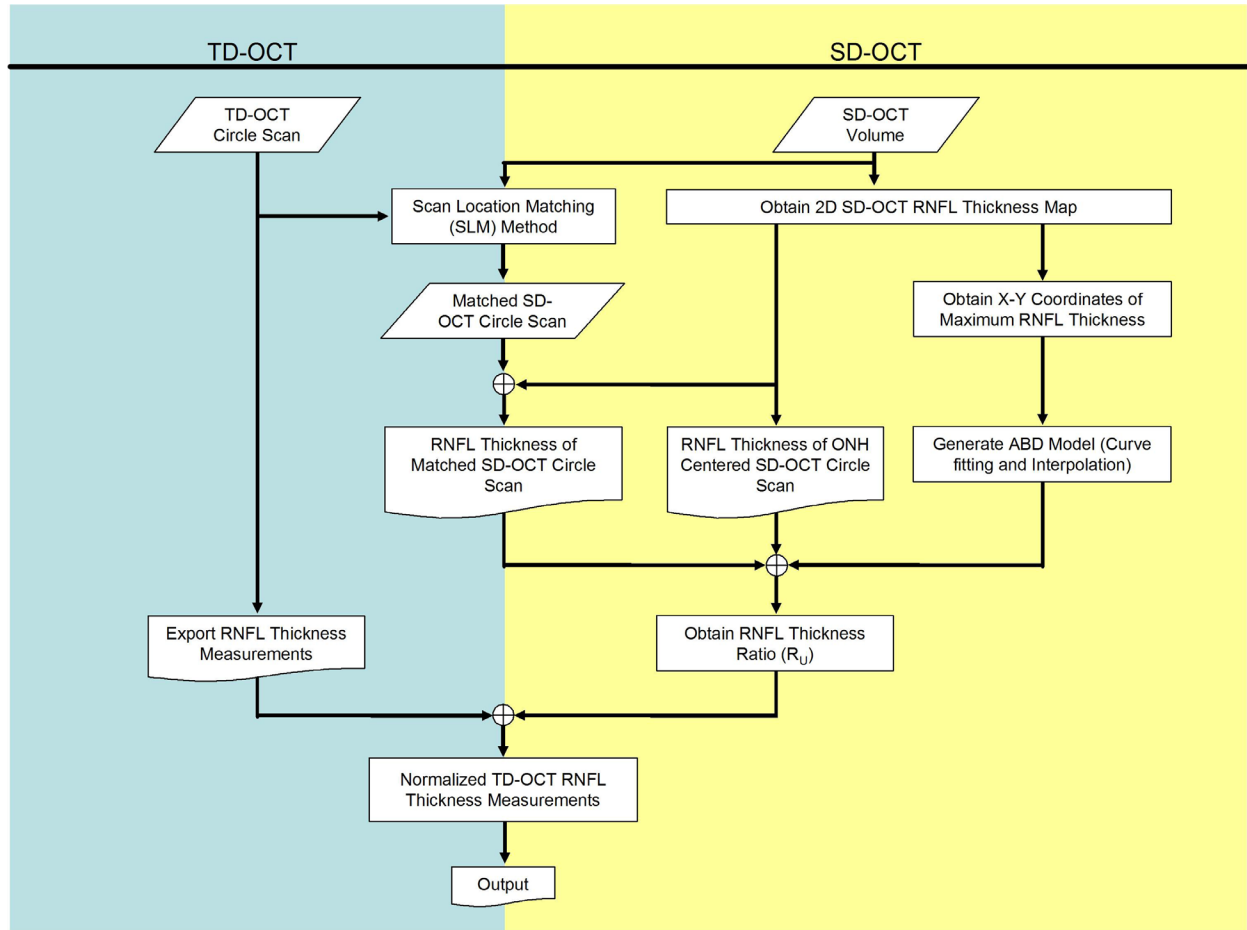 TD-OCT
SD-OCT
TD-OCT
Circle Scan
SD-OCT
Volume
Scan Location Matching
(SLM) Method
Obtain 2D SD-OCT RNFL Thickness Map
Matched SD-
OCT Circle Scan
Obtain X-Y Coordinates of
Maximum RNFL Thickness
RNFL Thickness of
Matched SD-OCT Circle
Scan
RNFL Thickness of ONH
Centered SD-OCT Circle
Scan
Generate ABD Model (Curve
fitting and Interpolation)
Export RNFL Thickness
Measurements
Obtain RNFL Thickness
Ratio (RU)
Normalized TD-OCT RNFL
Thickness Measurements
Output